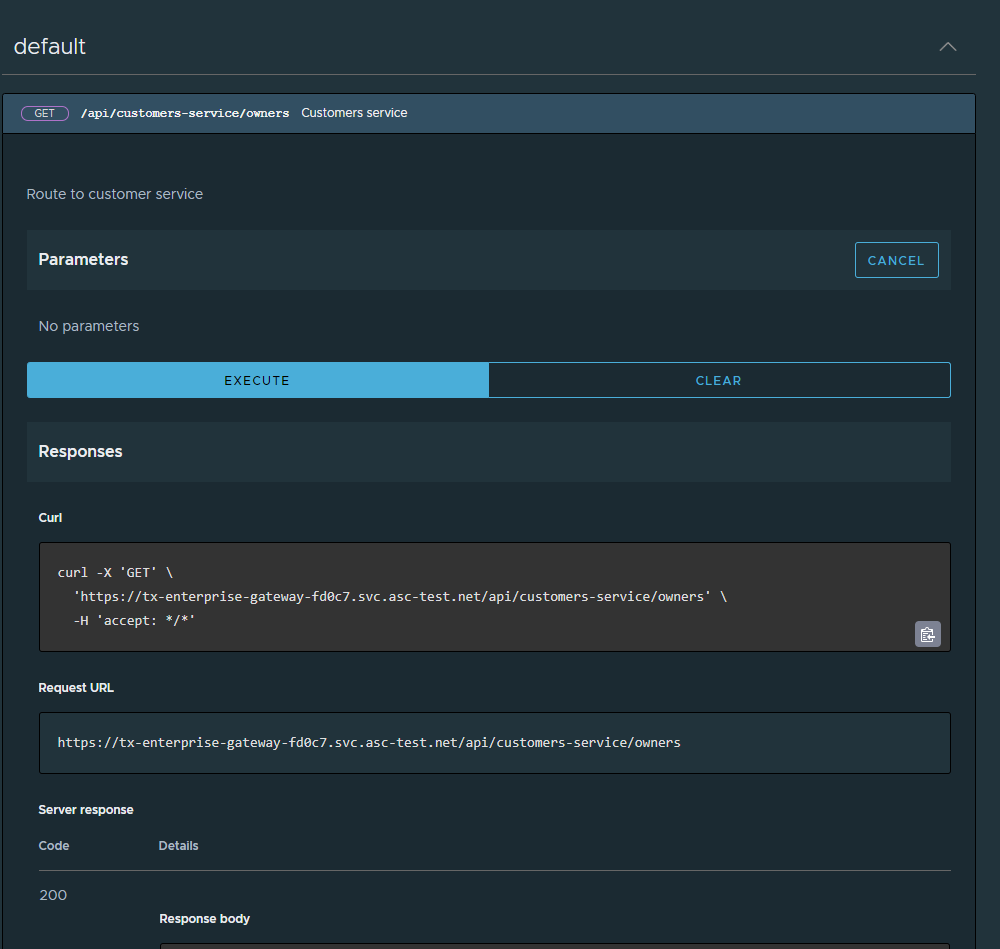 default
GET /api/customers-service/owners Customers service
Route to customer service
Parameters
CANCEL
No parameters
EXECUTE
CLEAR
Responses
Curl
curl -X 'GET' \
'https://tx-enterprise-gateway-fd0c7.svc.asc-test.net/api/customers-service/owners' \
-H 'accept: */*'
Request URL
https://tx-enterprise-gateway-fd0c7.svc.asc-test.net/api/customers-service/owners
Server response
Code Details
200
Response body